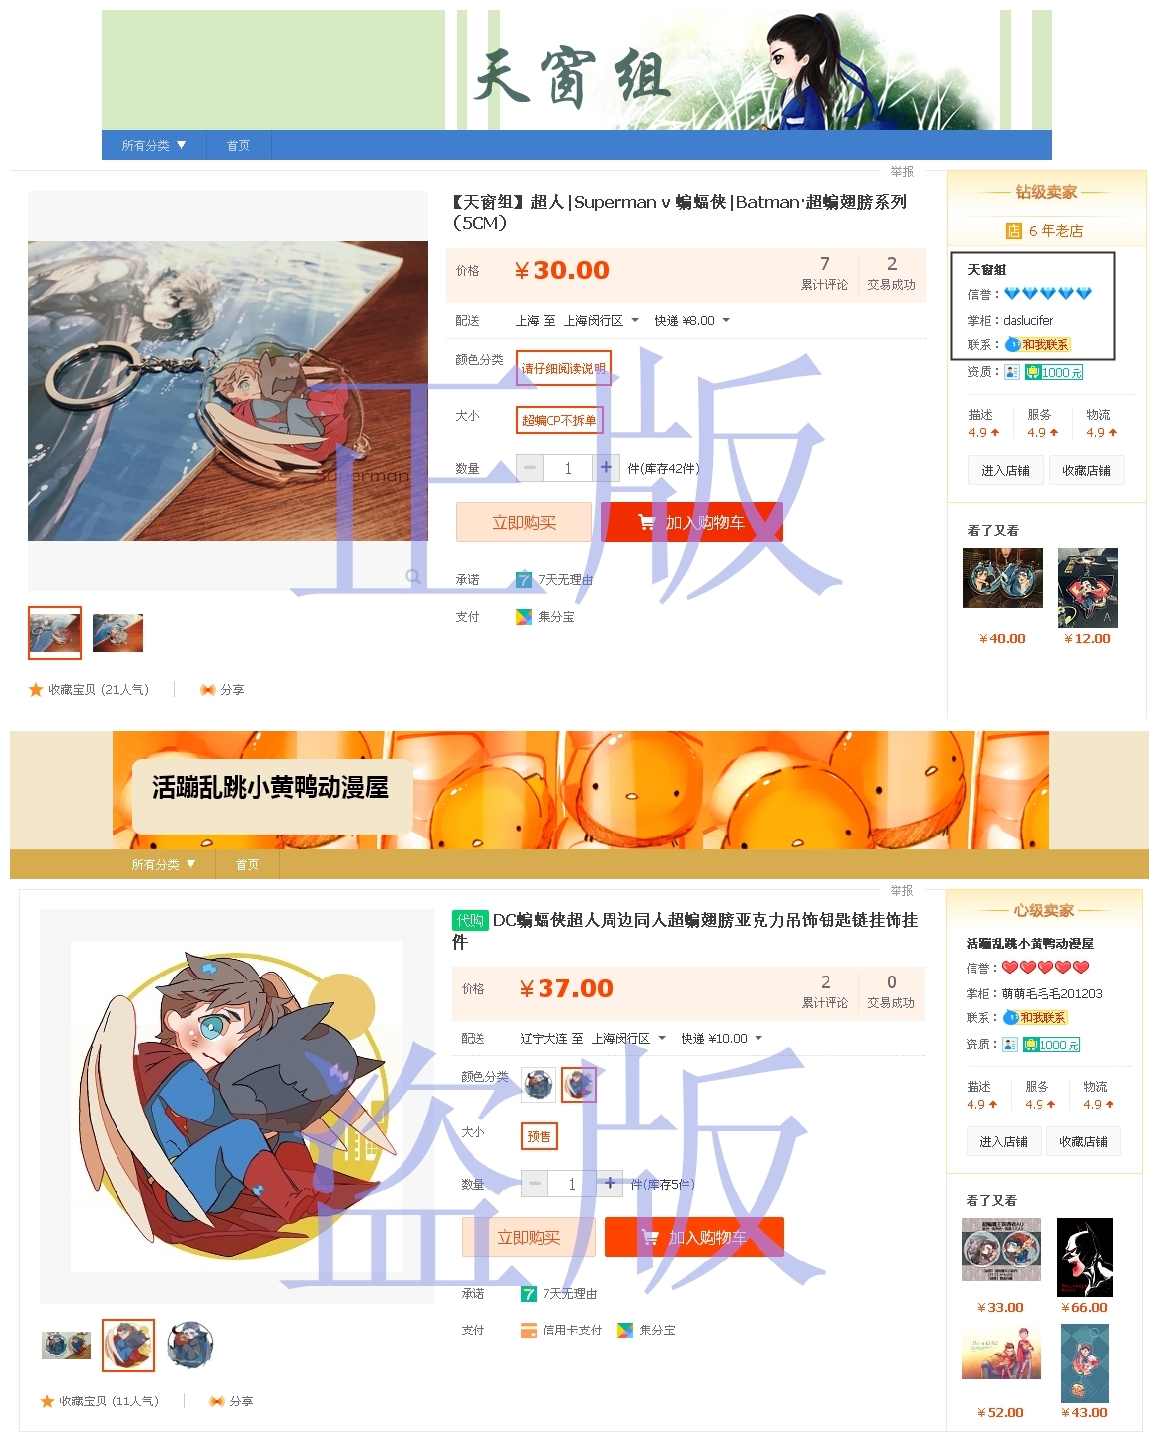 天窗组
所有分类 ▼ 首页
举报
【天窗组】超人|Superman v 蝙蝠侠|Batman·超蝙翅膀系列
（5CM）
价格 ¥30.00
7 累计评论
2 交易成功
配送 上海 至 上海闵行区 快递 ¥8.00
颜色分类 请仔细阅读说明
大小 超蝙CP不拆单
数量 － 1 + 件(库存42件)
立即购买 加入购物车
承诺 7 7天无理由
支付 集分宝
Superman
收藏宝贝 (21人气) 分享
正版
钻级卖家
店 6 年老店
天窗组
信誉：
掌柜：daslucifer
联系：和我联系
资质：1000 元
描述 服务 物流
4.9 4.9 4.9
进入店铺 收藏店铺
看了又看
A
¥40.00 ¥12.00
活蹦乱跳小黄鸭动漫屋
所有分类 ▼ 首页
举报
代购 DC蝙蝠侠超人周边同人超蝙翅膀亚克力吊饰钥匙链挂饰挂
件
价格 ¥37.00
2 累计评论
0 交易成功
配送 辽宁大连 至 上海闵行区 快递 ¥10.00
颜色分类
大小 预售
数量 － 1 + 件(库存5件)
立即购买 加入购物车
承诺 7 7天无理由
支付 信用卡支付 集分宝
收藏宝贝 (11人气) 分享
盗版
心级卖家
活蹦乱跳小黄鸭动漫屋
信誉：
掌柜：萌萌毛毛毛201203
联系：和我联系
资质：1000 元
描述 服务 物流
4.9 4.9 4.9
进入店铺 收藏店铺
看了又看
¥33.00 ¥66.00
¥52.00 ¥43.00